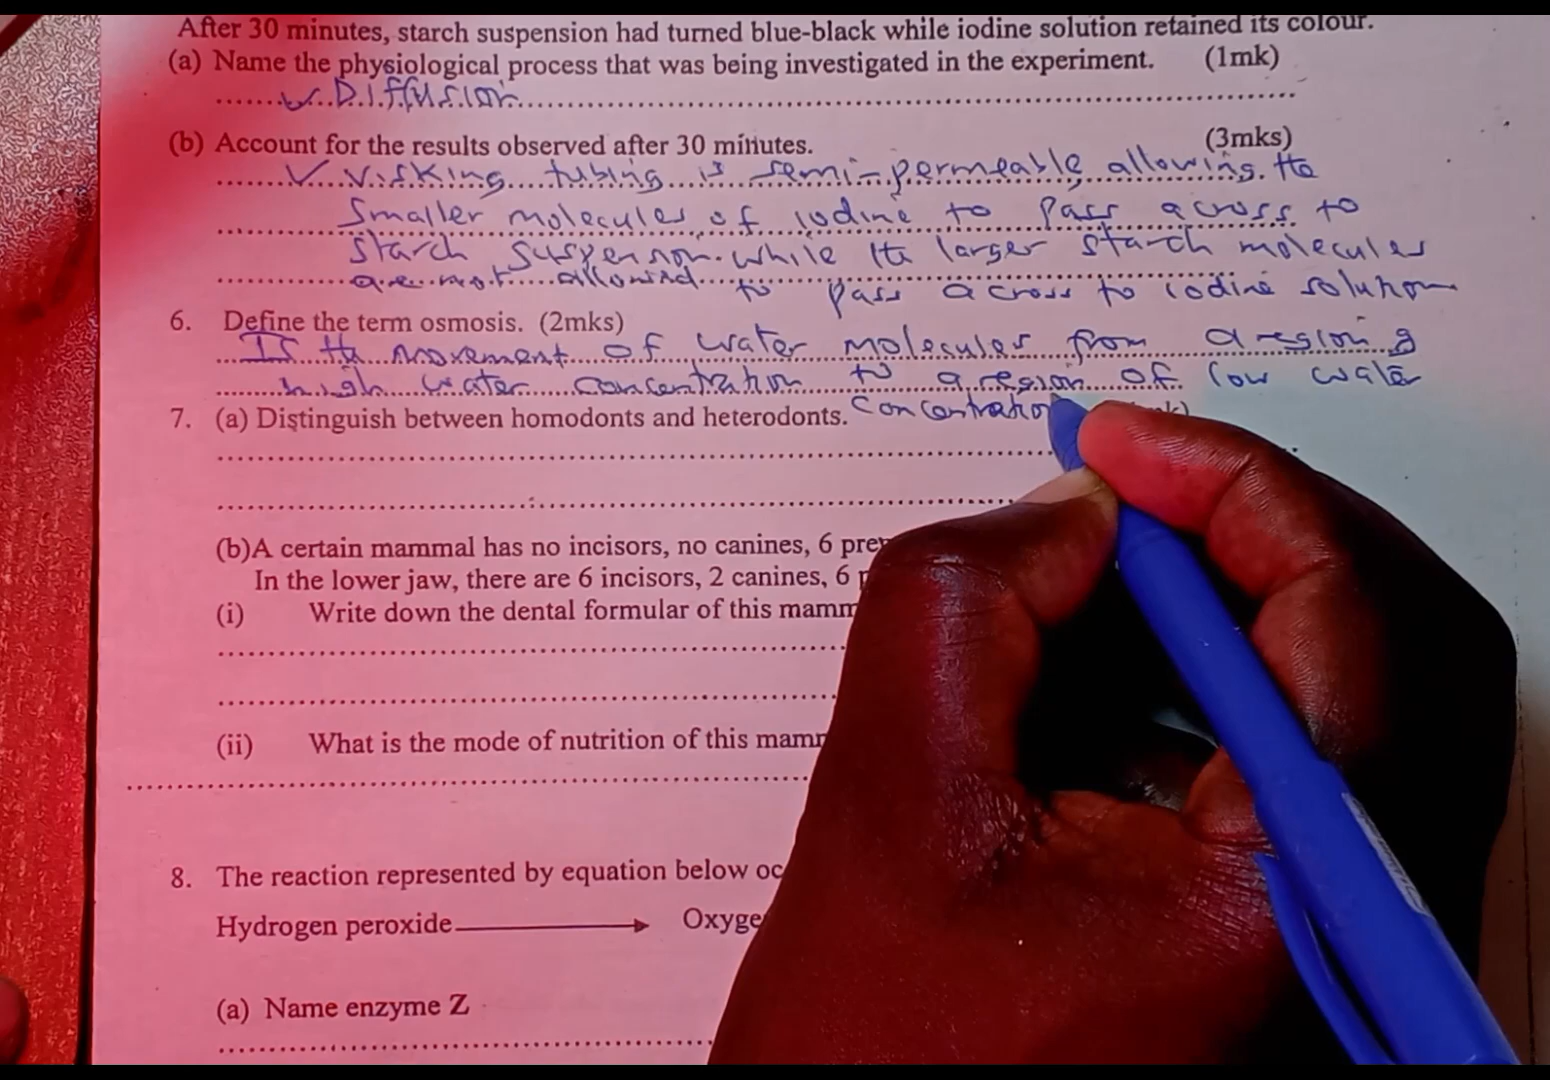 After 30 minutes, starch suspension had turned blue-black while iodine solution retained its colour.
(a) Name the physiological process that was being investigated in the experiment. (1mk)
Diffusion
(b) Account for the results observed after 30 minutes. (3mks)
Visking tubing is semi-permeable allowing the
smaller molecules of iodine to pass across to
starch suspension while the larger starch molecules
are not allowed to pass across to iodine solution
6. Define the term osmosis. (2mks)
Is the movement of water molecules from a region of
high water concentration to a region of low water
concentration
7. (a) Distinguish between homodonts and heterodonts.
(b)A certain mammal has no incisors, no canines, 6
In the lower jaw, there are 6 incisors, 2 canines, 6
(i) Write down the dental formular of this
(ii) What is the mode of nutrition of this
8. The reaction represented by equation below
Hydrogen peroxide
(a) Name enzyme Z